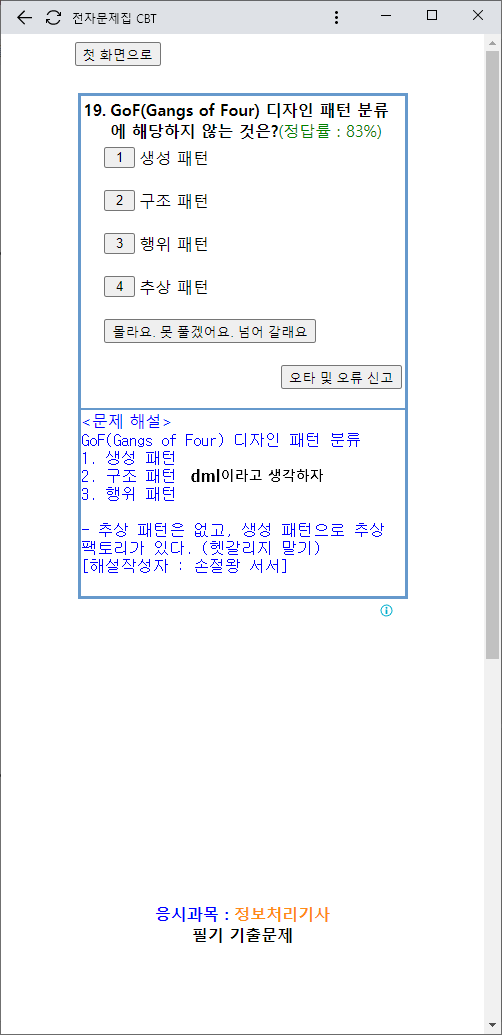 전자문제집 CBT
첫 화면으로
19. GoF(Gangs of Four) 디자인 패턴 분류
에 해당하지 않는 것은?(정답률 : 83%)
1 생성 패턴
2 구조 패턴
3 행위 패턴
4 추상 패턴
몰라요. 못 풀겠어요. 넘어 갈래요
오타 및 오류 신고
<문제 해설>
GoF(Gangs of Four) 디자인 패턴 분류
1. 생성 패턴
2. 구조 패턴 dml이라고 생각하자
3. 행위 패턴
- 추상 패턴은 없고, 생성 패턴으로 추상
팩토리가 있다. (헷갈리지 말기)
[해설작성자 : 손절왕 서서]
응시과목 : 정보처리기사
필기 기출문제